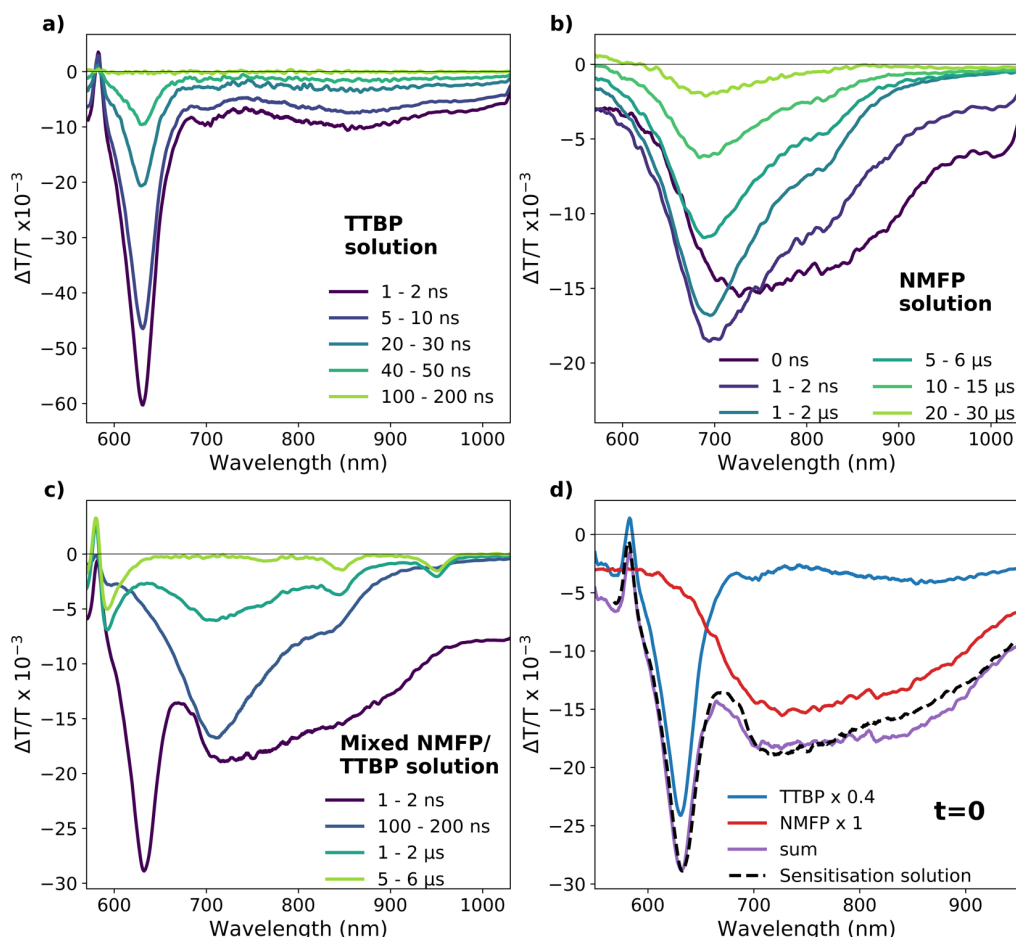 a)
0
−10
−20
−30
−40
−50
−60
ΔT/T x10⁻³
TTBP
solution
1 - 2 ns
5 - 10 ns
20 - 30 ns
40 - 50 ns
100 - 200 ns
600 700 800 900 1000
Wavelength (nm)
b)
0
−5
−10
−15
−20
ΔT/T x10⁻³
NMFP
solution
0 ns
1 - 2 ns
1 - 2 µs
5 - 6 µs
10 - 15 µs
20 - 30 µs
600 700 800 900 1000
Wavelength (nm)
c)
0
−5
−10
−15
−20
−25
−30
ΔT/T x 10⁻³
Mixed NMFP/
TTBP solution
1 - 2 ns
100 - 200 ns
1 - 2 µs
5 - 6 µs
600 700 800 900 1000
Wavelength (nm)
d)
0
−5
−10
−15
−20
−25
−30
ΔT/T x 10⁻³
TTBP x 0.4
NMFP x 1
sum
Sensitisation solution
t=0
600 700 800 900
Wavelength (nm)